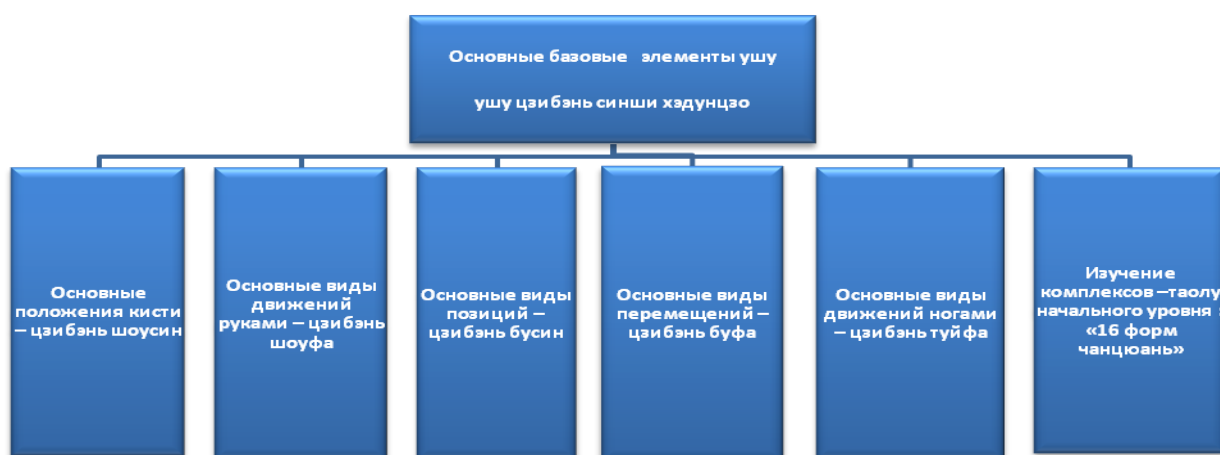 Основные базовые элементы ушу
ушу цзибэнь синши хэдунцзо
Основные
положения кисти
– цзибэнь шоусин
Основные виды
движений
руками – цзибэнь
шоуфа
Основные виды
позиций –
цзибэнь бусин
Основные виды
перемещений –
цзибэнь буфа
Основные виды
движений ногами
– цзибэнь туйфа
Изучение
комплексов –таолу
начального уровня :
«16 форм
чанцюань»